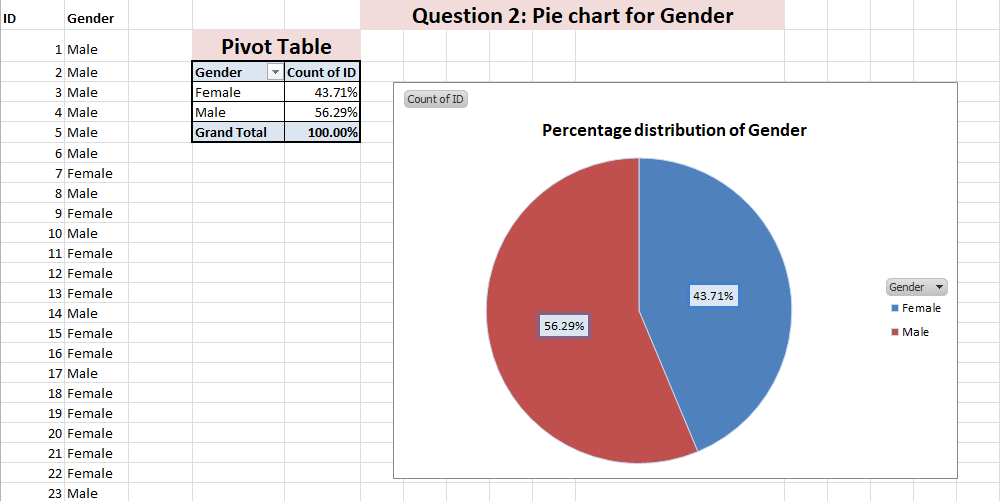 ID Gender
Question 2: Pie chart for Gender
1 Male
2 Male
3 Male
4 Male
5 Male
6 Male
7 Female
8 Male
9 Female
10 Male
11 Female
12 Female
13 Female
14 Male
15 Female
16 Female
17 Male
18 Female
19 Female
20 Female
21 Female
22 Female
23 Male
Pivot Table
Gender Count of ID
Female 43.71%
Male 56.29%
Grand Total 100.00%
Count of ID
Percentage distribution of Gender
43.71%
56.29%
Gender
Female
Male